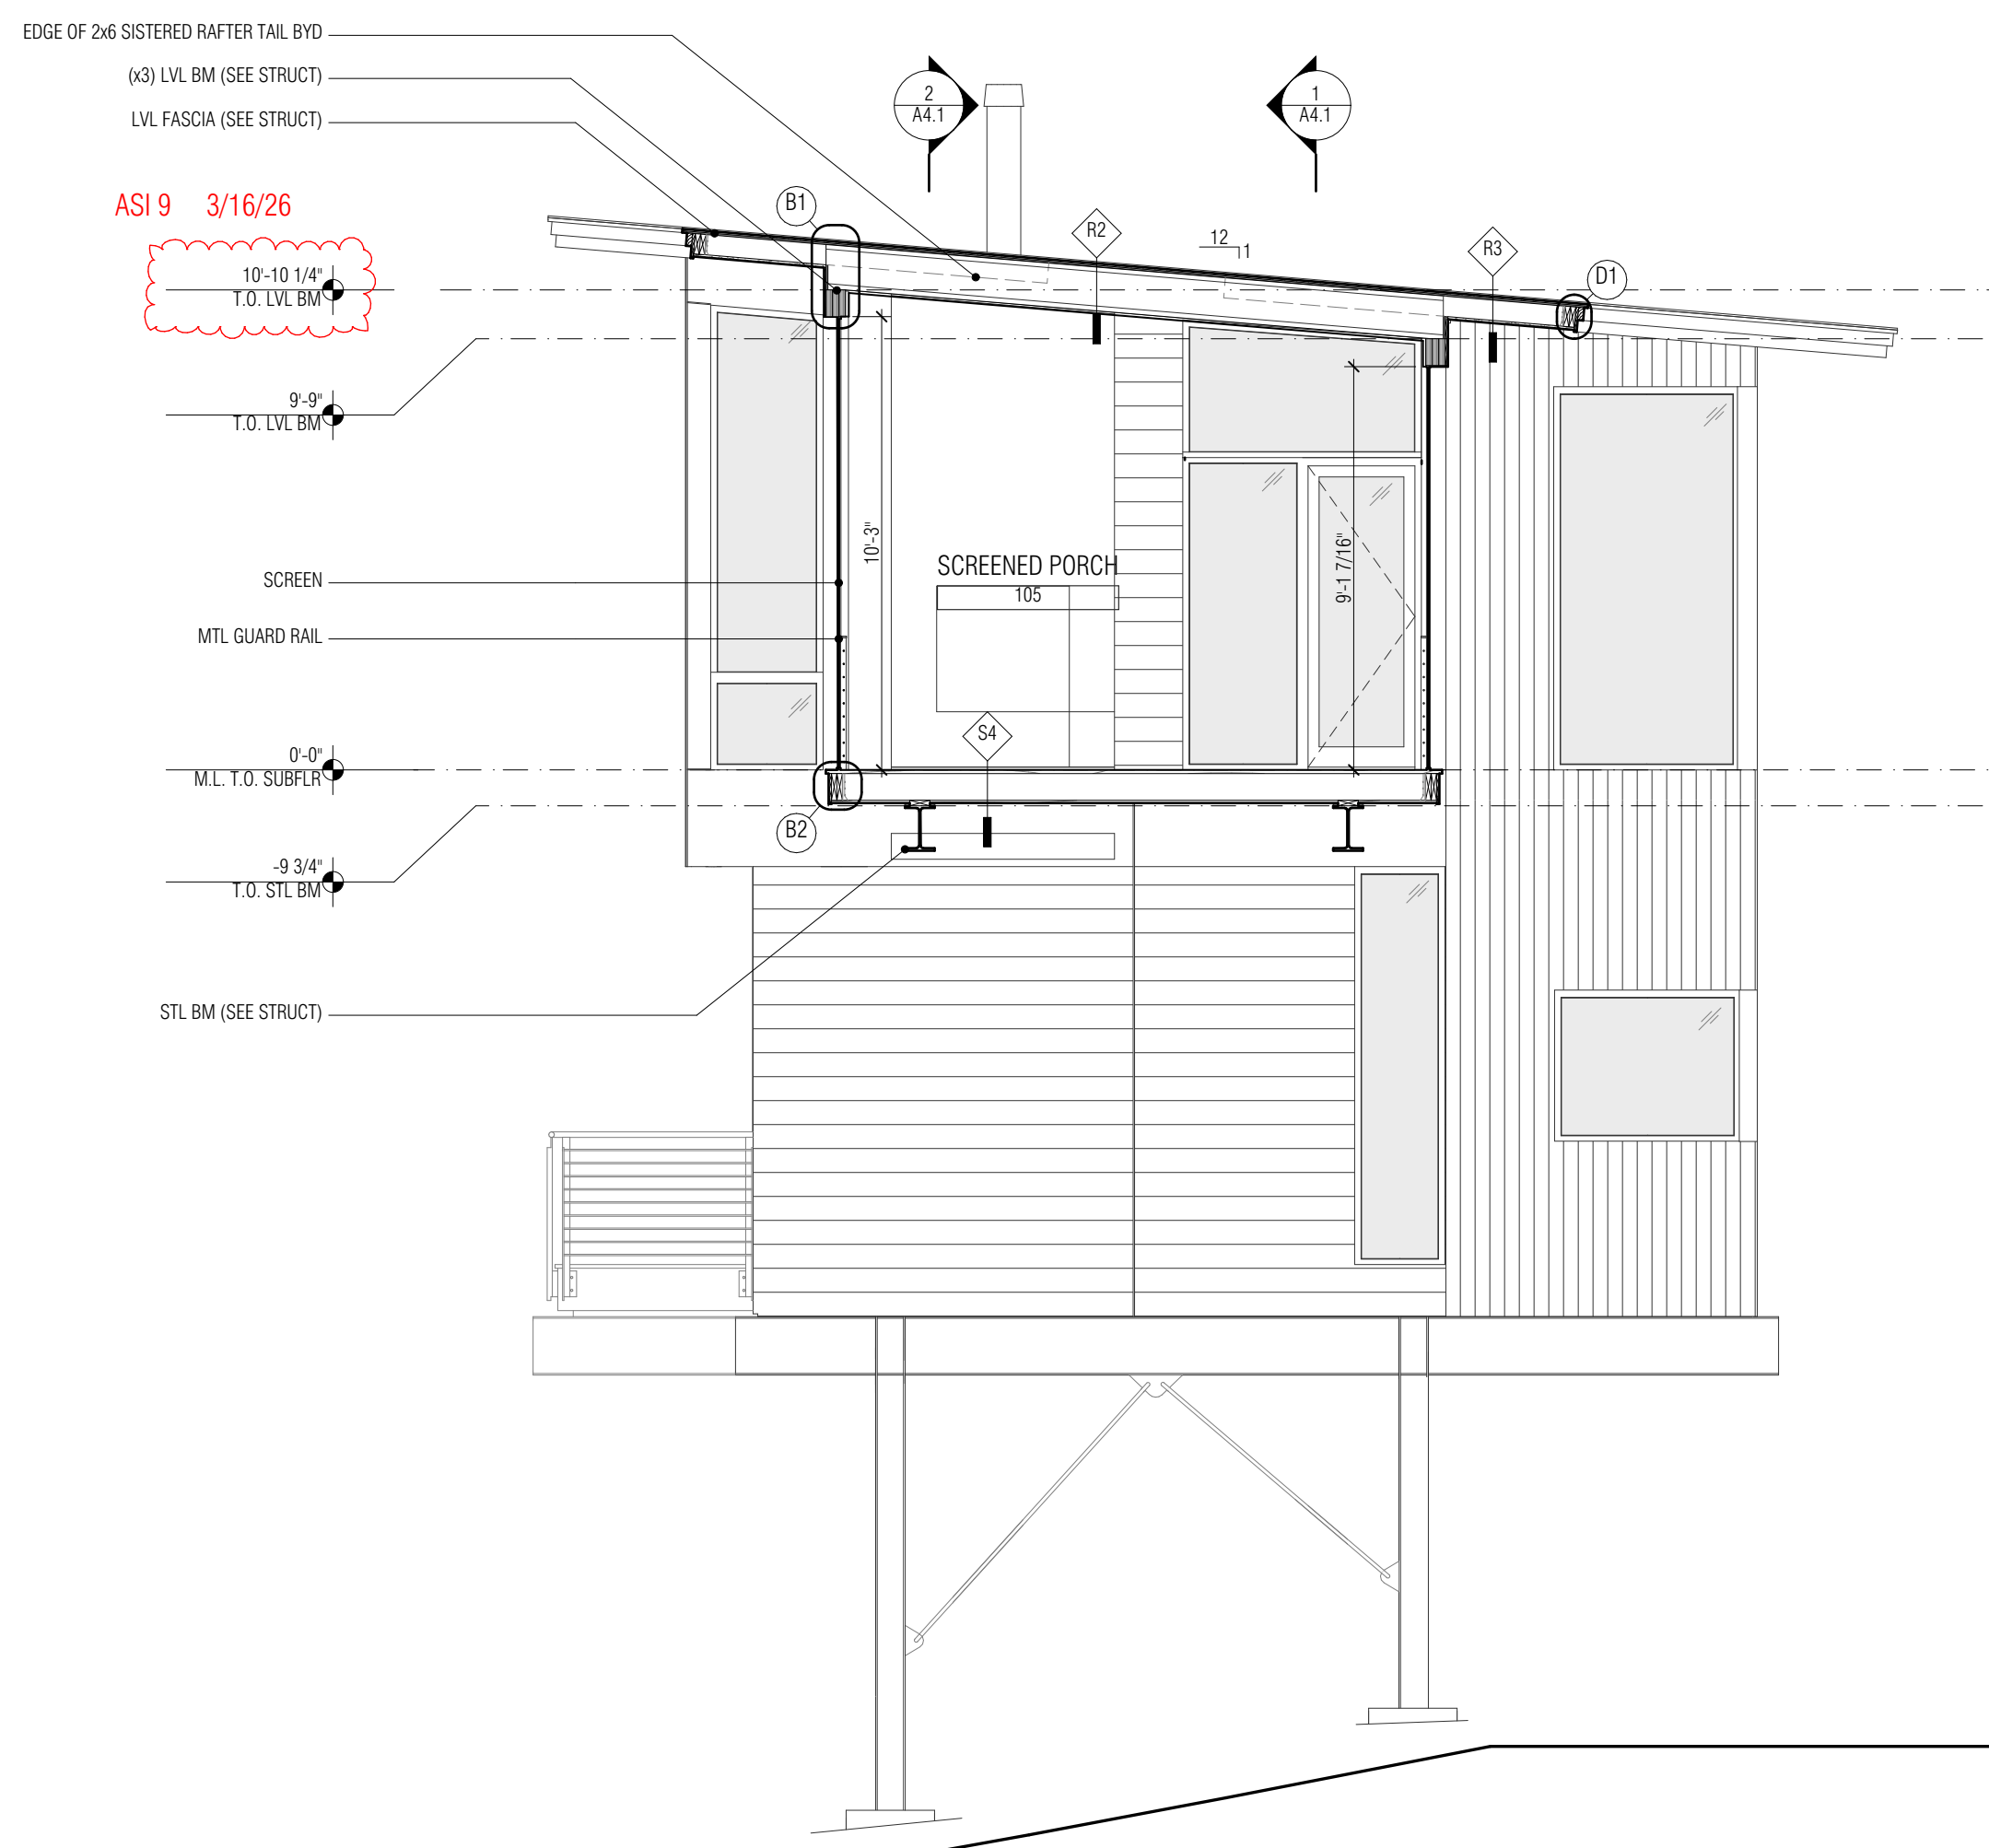 EDGE OF 2x6 SISTERED RAFTER TAIL BYD
(x3) LVL BM (SEE STRUCT)
LVL FASCIA (SEE STRUCT)
2
A4.1
1
A4.1
ASI 9 3/16/26
B1
R2
12
1
R3
D1
10'-10 1/4"
T.O. LVL BM
9'-9"
T.O. LVL BM
10'-3"
9'-1 7/16"
SCREENED PORCH
105
SCREEN
MTL GUARD RAIL
S4
0'-0"
M.L. T.O. SUBFLR
B2
-9 3/4"
T.O. STL BM
STL BM (SEE STRUCT)